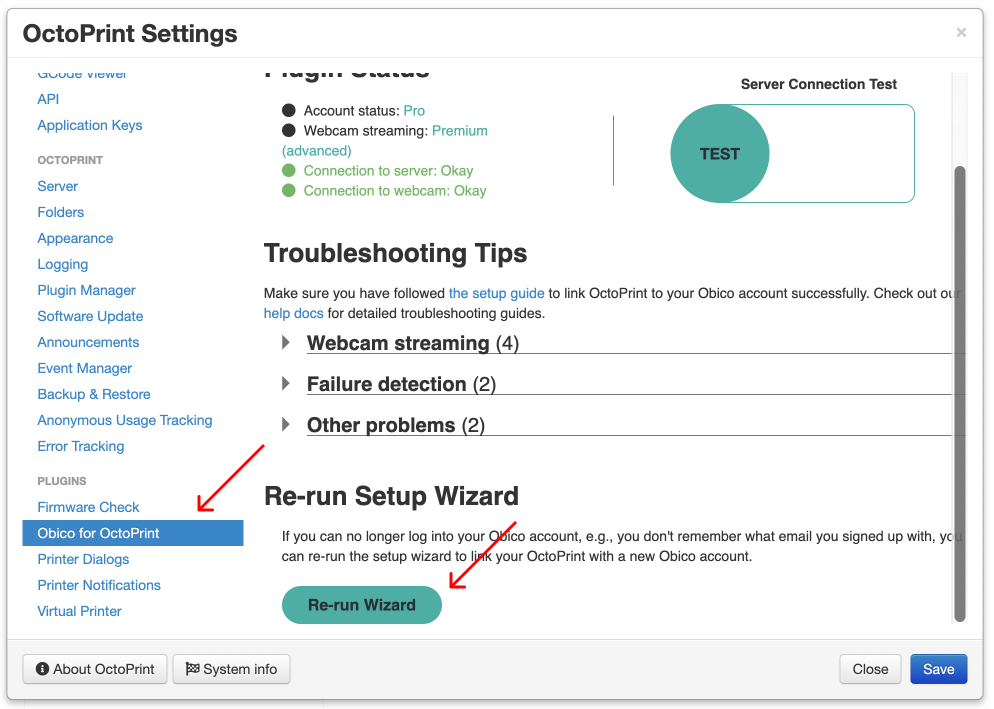 OctoPrint Settings
×
GCode Viewer
API
Application Keys
OCTOPRINT
Server
Folders
Appearance
Logging
Plugin Manager
Software Update
Announcements
Event Manager
Backup & Restore
Anonymous Usage Tracking
Error Tracking
PLUGINS
Firmware Check
Obico for OctoPrint
Printer Dialogs
Printer Notifications
Virtual Printer
Plugin Status
Account status: Pro
Webcam streaming: Premium
(advanced)
Connection to server: Okay
Connection to webcam: Okay
Server Connection Test
TEST
Troubleshooting Tips
Make sure you have followed the setup guide to link OctoPrint to your Obico account successfully. Check out our
help docs for detailed troubleshooting guides.
Webcam streaming (4)
Failure detection (2)
Other problems (2)
Re-run Setup Wizard
If you can no longer log into your Obico account, e.g., you don't remember what email you signed up with, you
can re-run the setup wizard to link your OctoPrint with a new Obico account.
Re-run Wizard
About OctoPrint
System info
Close
Save